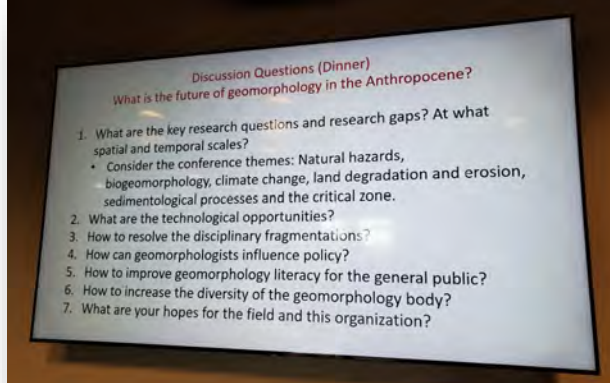 Discussion Questions (Dinner)
What is the future of geomorphology in the Anthropocene?
1. What are the key research questions and research gaps? At what
spatial and temporal scales?
• Consider the conference themes: Natural hazards,
biogeomorphology, climate change, land degradation and erosion,
sedimentological processes and the critical zone.
2. What are the technological opportunities?
3. How to resolve the disciplinary fragmentations?
4. How can geomorphologists influence policy?
5. How to improve geomorphology literacy for the general public?
6. How to increase the diversity of the geomorphology body?
7. What are your hopes for the field and this organization?